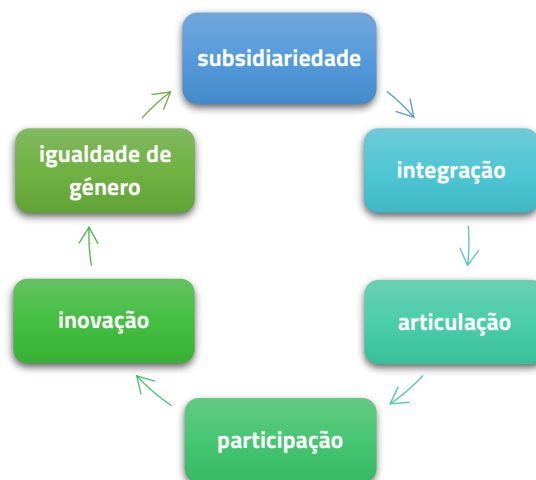 subsidiariedade
integração
articulação
participação
inovação
igualdade de
género